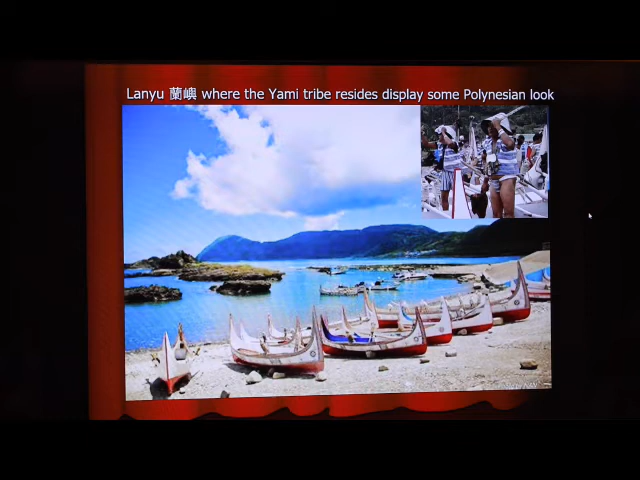 Lanyu 蘭嶼 where the Yami tribe resides display some Polynesian look